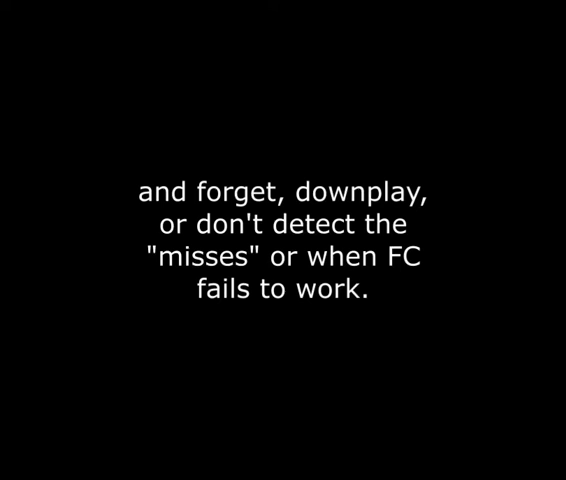 and forget, downplay,
or don't detect the
"misses" or when FC
fails to work.